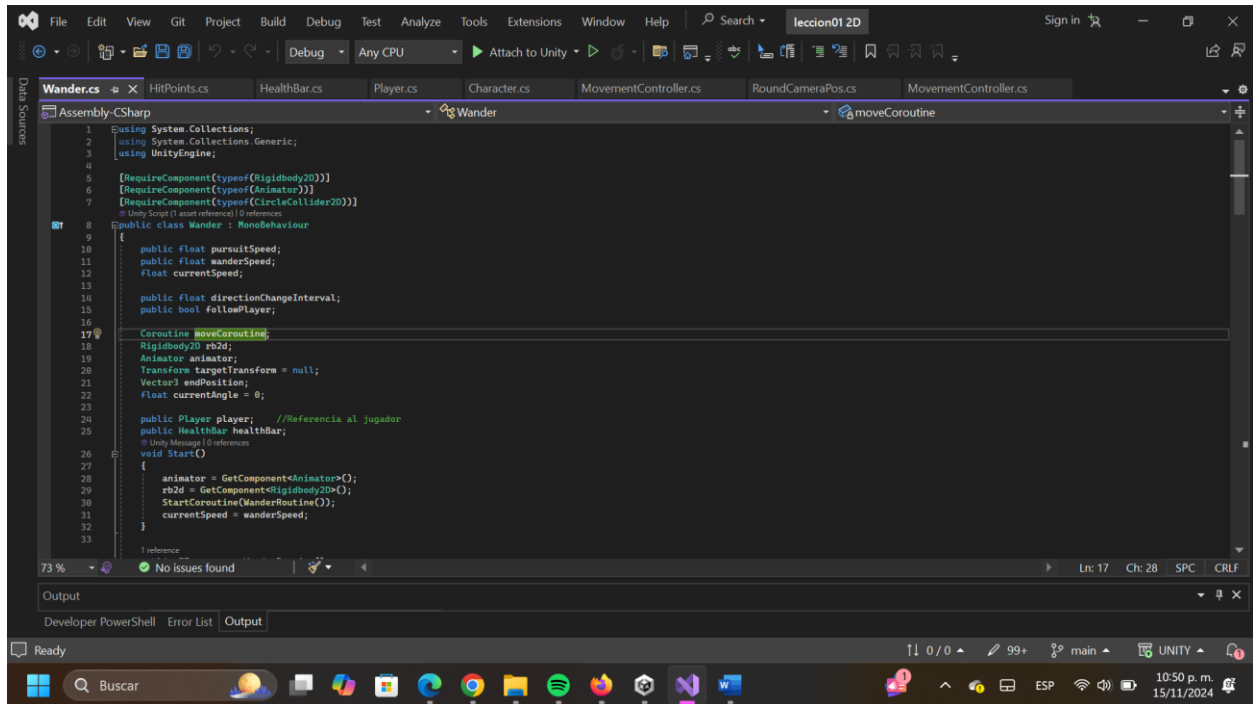 File Edit View Git Project Build Debug Test Analyze Tools Extensions Window Help Search leccion01 2D Sign in
Debug Any CPU Attach to Unity
Data Sources
Wander.cs HitPoints.cs HealthBar.cs Player.cs Character.cs MovementController.cs RoundCameraPos.cs MovementController.cs
Assembly-CSharp Wander moveCoroutine
1 using System.Collections;
2 using System.Collections.Generic;
3 using UnityEngine;
4
5 [RequireComponent(typeof(Rigidbody2D))]
6 [RequireComponent(typeof(Animator))]
7 [RequireComponent(typeof(CircleCollider2D))]
Unity Script (1 asset reference) | 0 references
8 public class Wander : MonoBehaviour
9 {
10 public float pursuitSpeed;
11 public float wanderSpeed;
12 float currentSpeed;
13
14 public float directionChangeInterval;
15 public bool followPlayer;
16
17 Coroutine moveCoroutine;
18 Rigidbody2D rb2d;
19 Animator animator;
20 Transform targetTransform = null;
21 Vector3 endPosition;
22 float currentAngle = 0;
23
24 public Player player; //Referencia al jugador
25 public HealthBar healthBar;
Unity Message | 0 references
26 void Start()
27 {
28 animator = GetComponent<Animator>();
29 rb2d = GetComponent<Rigidbody2D>();
30 StartCoroutine(WanderRoutine());
31 currentSpeed = wanderSpeed;
32 }
33
1 reference
73 % No issues found Ln: 17 Ch: 28 SPC CRLF
Output
Developer PowerShell Error List Output
Ready 0 / 0 99+ main UNITY 1
Buscar 1 ESP 10:50 p. m.
15/11/2024